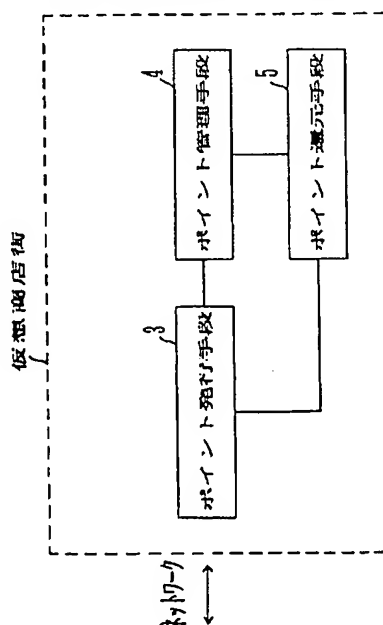 仮想商店街
ポイント発行手段
3
ポイント管理手段
4
ポイント還元手段
5
ネットワーク